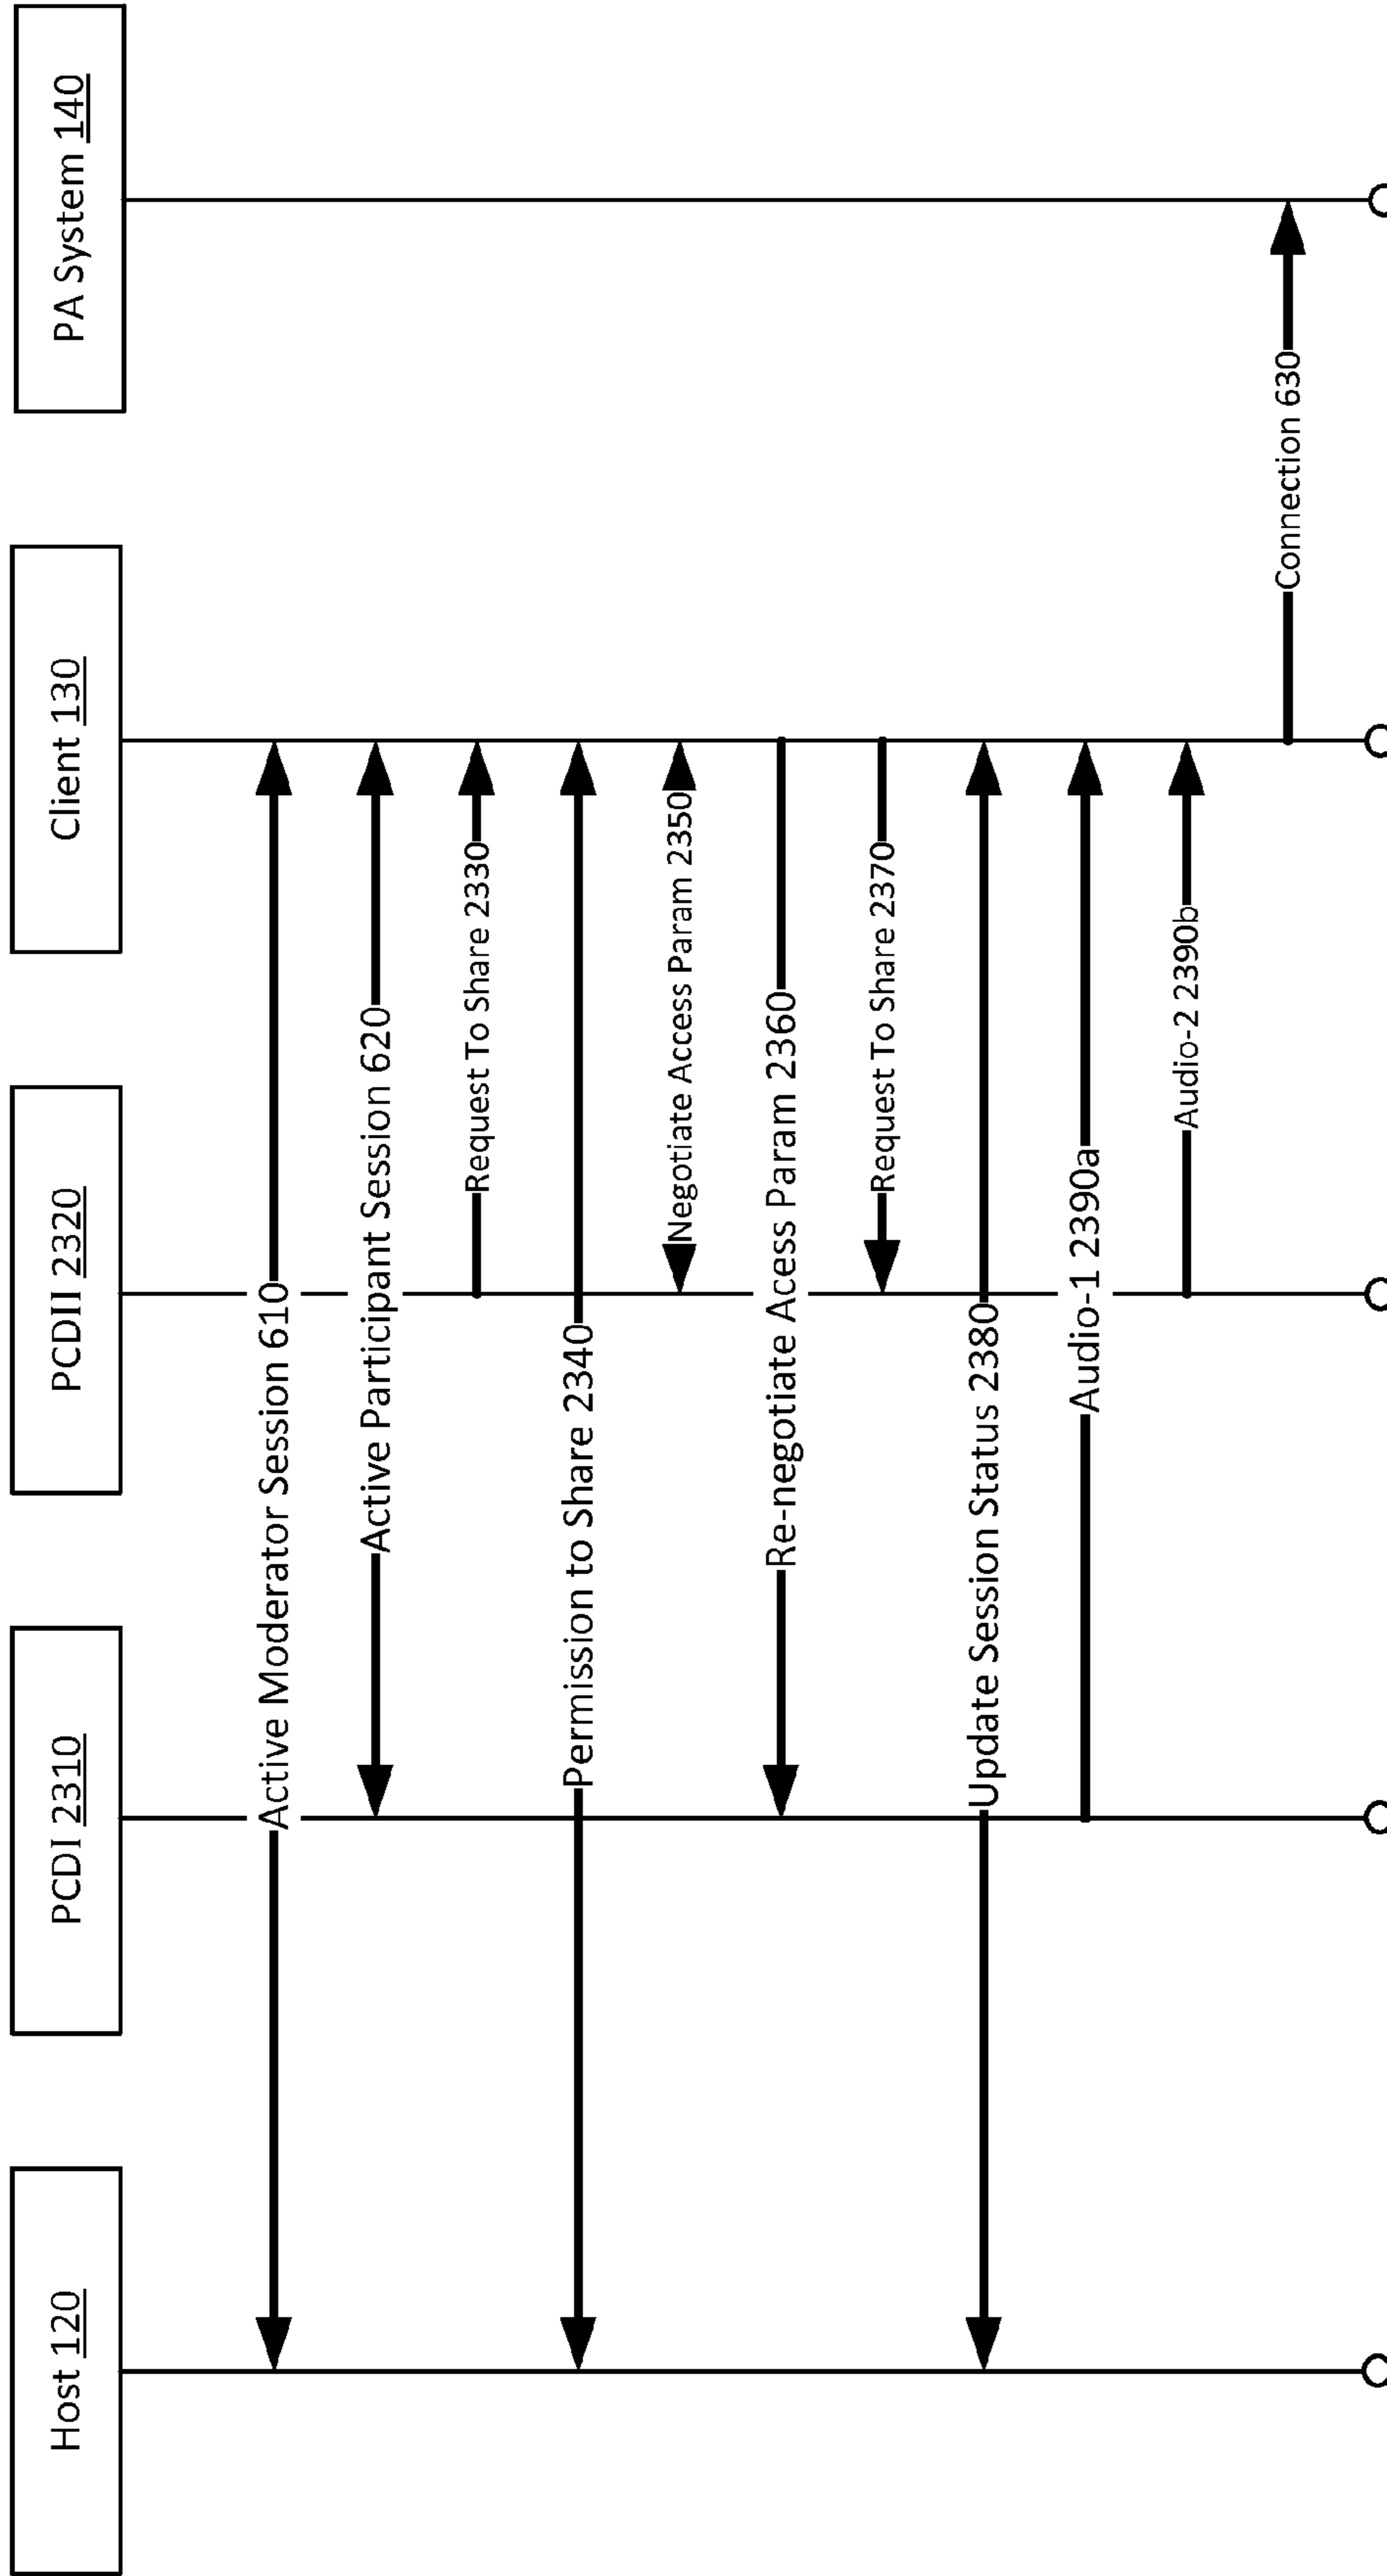 Host 120
PCDI 2310
PCDII 2320
Client 130
PA System 140
Active Moderator Session 610
Active Participant Session 620
Request To Share 2330
Permission to Share 2340
Negotiate Access Param 2350
Re-negotiate Acess Param 2360
Request To Share 2370
Update Session Status 2380
Audio-1 2390a
Audio-2 2390b
Connection 630